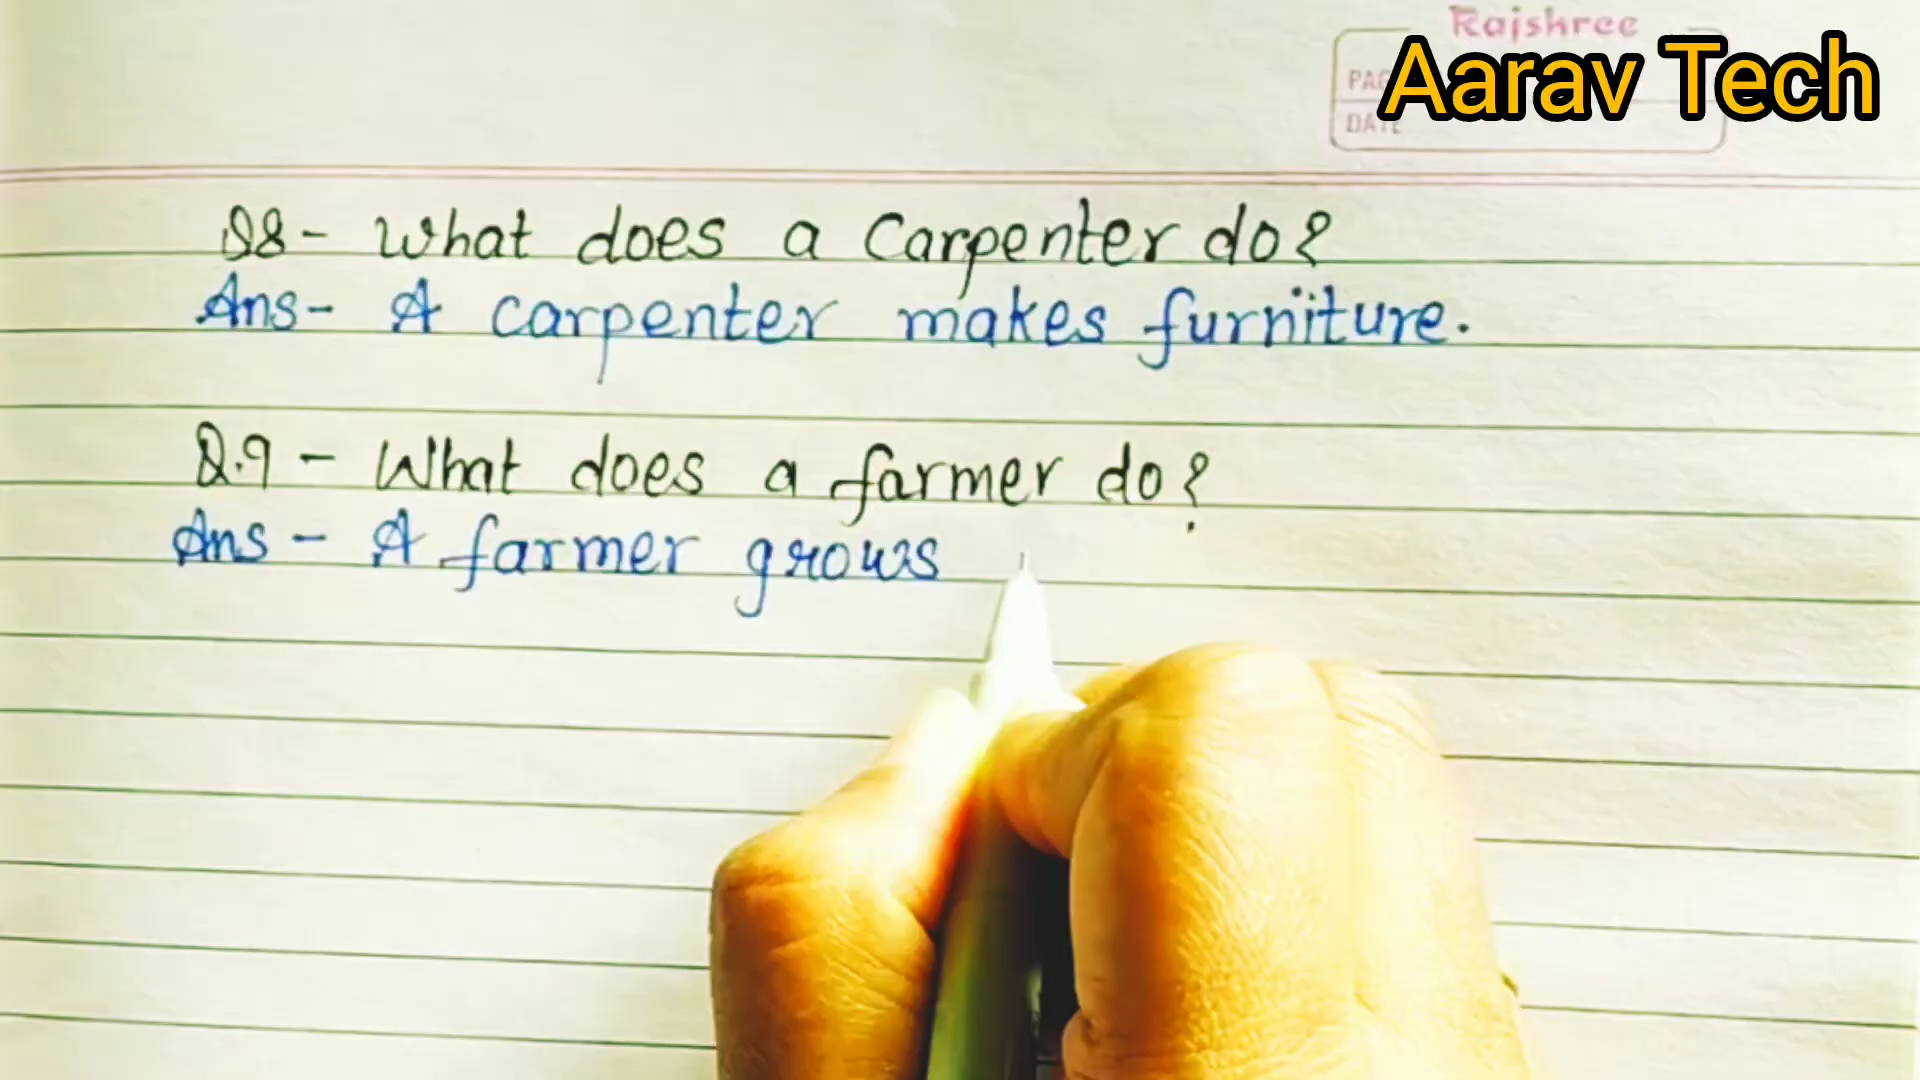 Rajshree
Aarav Tech
PAG
DATE
Q8- What does a Carpenter do?
Ans- A carpenter makes furniture.
Q.9 - What does a farmer do?
Ans - A farmer grows